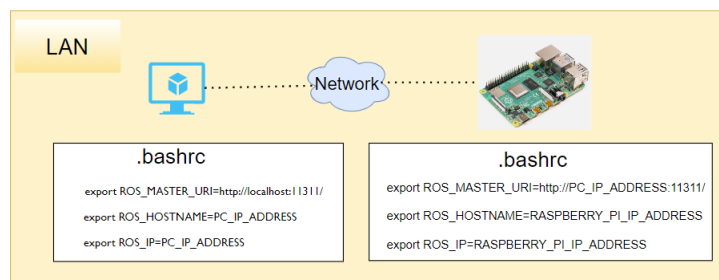 LAN
Network
.bashrc
export ROS_MASTER_URI=http://localhost:11311/
export ROS_HOSTNAME=PC_IP_ADDRESS
export ROS_IP=PC_IP_ADDRESS
.bashrc
export ROS_MASTER_URI=http://PC_IP_ADDRESS:11311/
export ROS_HOSTNAME=RASPBERRY_PI_IP_ADDRESS
export ROS_IP=RASPBERRY_PI_IP_ADDRESS